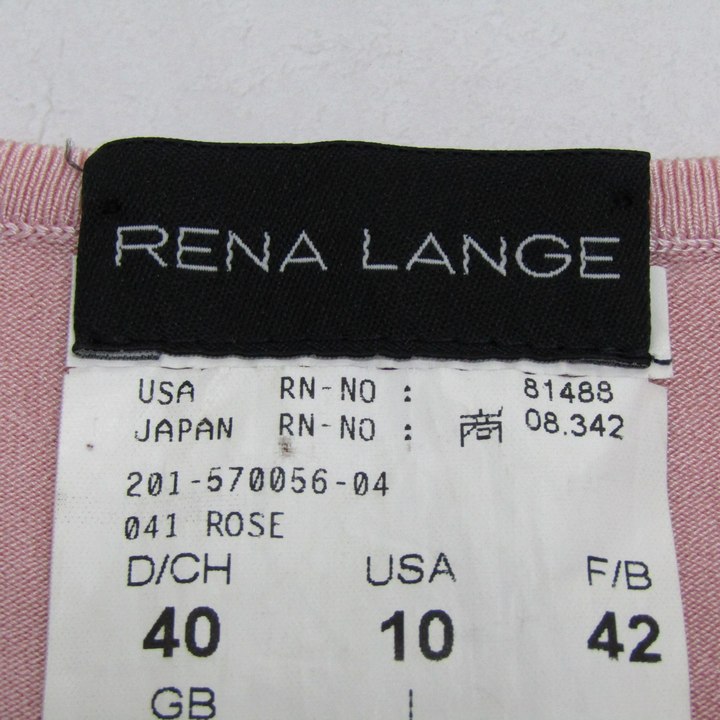 RENA LANGE
USA RN-NO : 81488
JAPAN RN-NO : 商 08.342
201-570056-04
041 ROSE
D/CH USA F/B
40 10 42
GB I